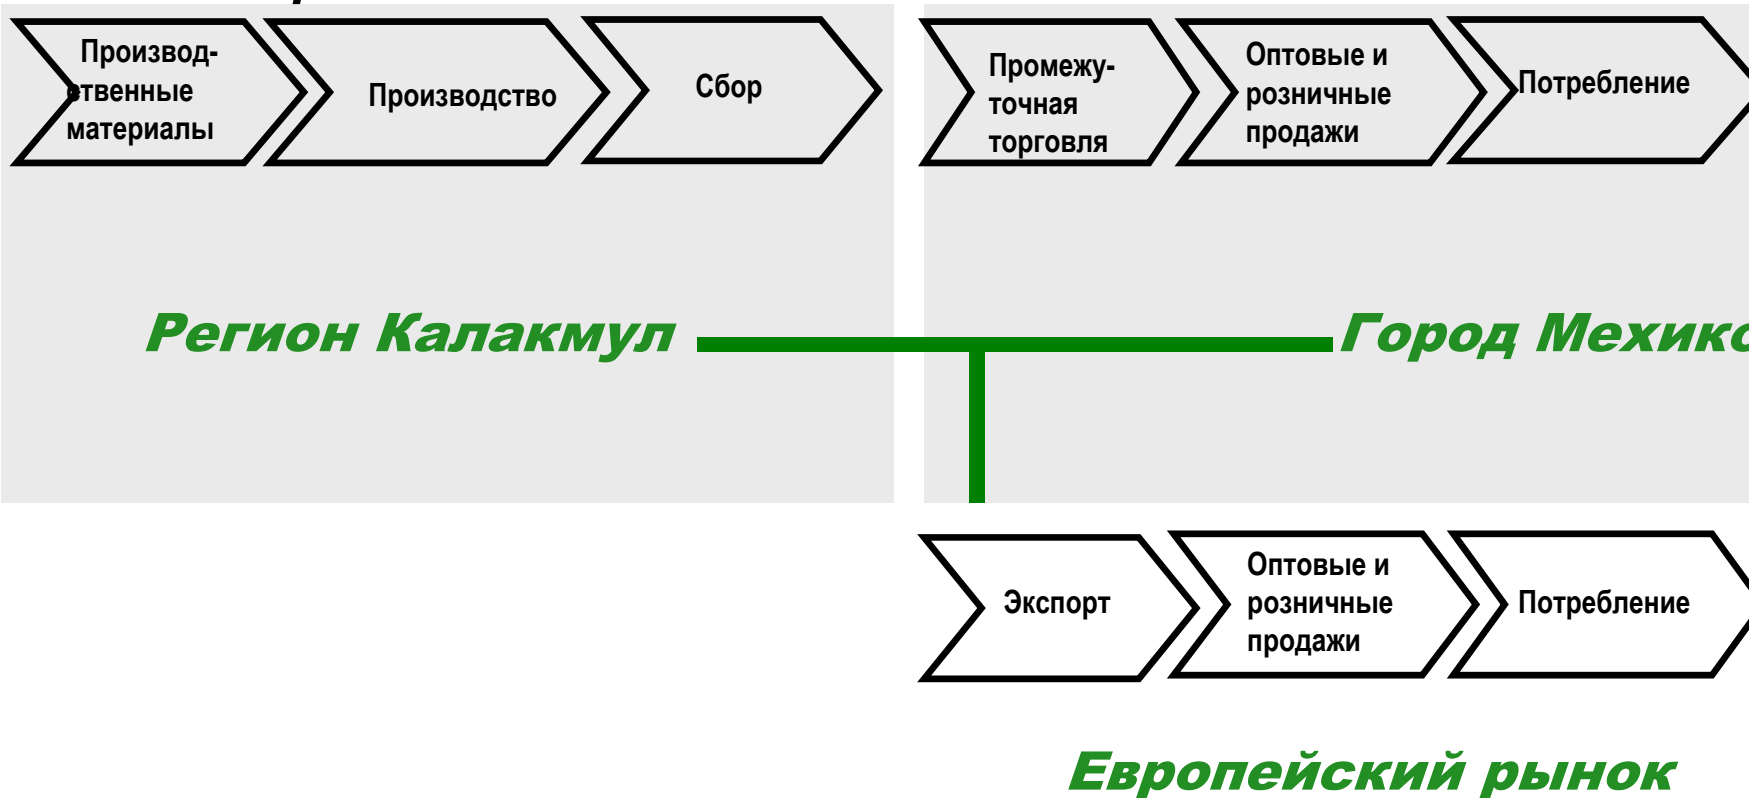 Производ-
ственные
материалы
Производство
Сбор
Промежу-
точная
торговля
Оптовые и
розничные
продажи
Потребление
Регион Калакмул
Город Мехико
Экспорт
Оптовые и
розничные
продажи
Потребление
Европейский рынок